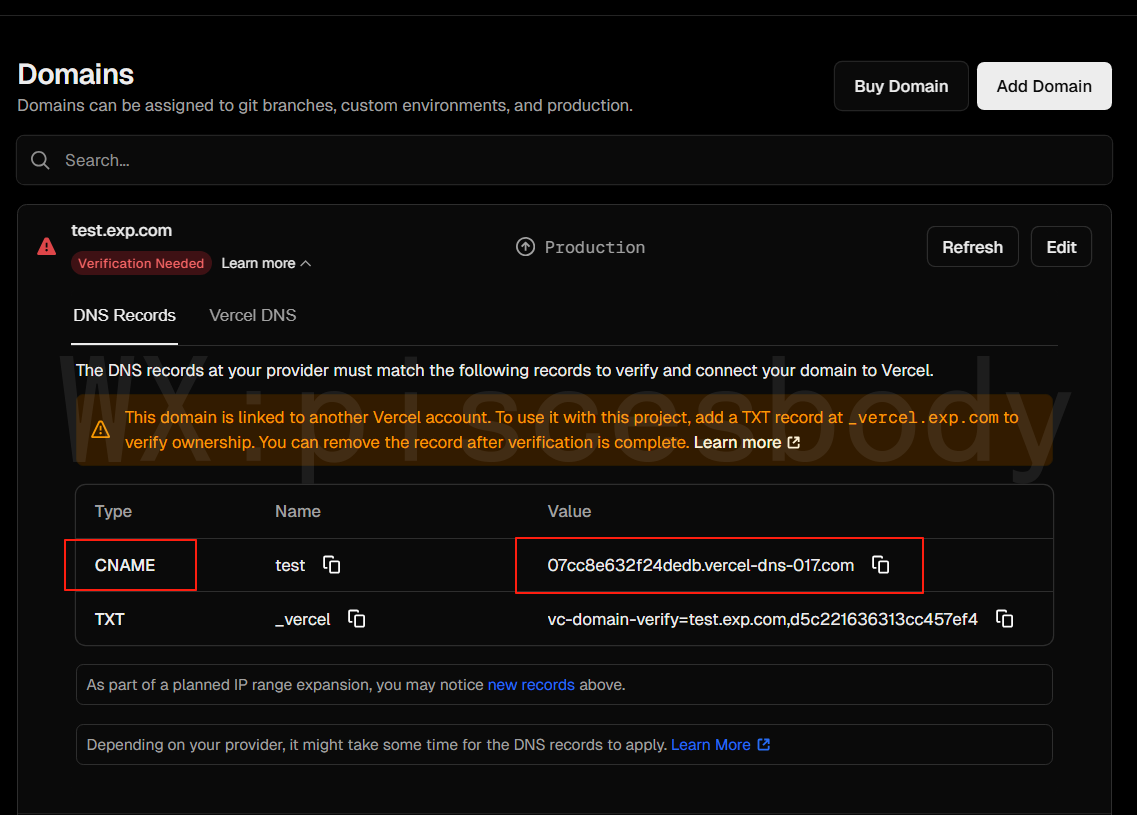 Domains
Domains can be assigned to git branches, custom environments, and production.
Buy Domain
Add Domain
Search...
test.exp.com
Verification Needed
Learn more
Production
Refresh
Edit
DNS Records
Vercel DNS
The DNS records at your provider must match the following records to verify and connect your domain to Vercel.
WX:piseesbody
This domain is linked to another Vercel account. To use it with this project, add a TXT record at _vercel.exp.com to
verify ownership. You can remove the record after verification is complete. Learn more
Type Name Value
CNAME test 07cc8e632f24dedb.vercel-dns-017.com
TXT _vercel vc-domain-verify=test.exp.com,d5c221636313cc457ef4
As part of a planned IP range expansion, you may notice new records above.
Depending on your provider, it might take some time for the DNS records to apply. Learn More